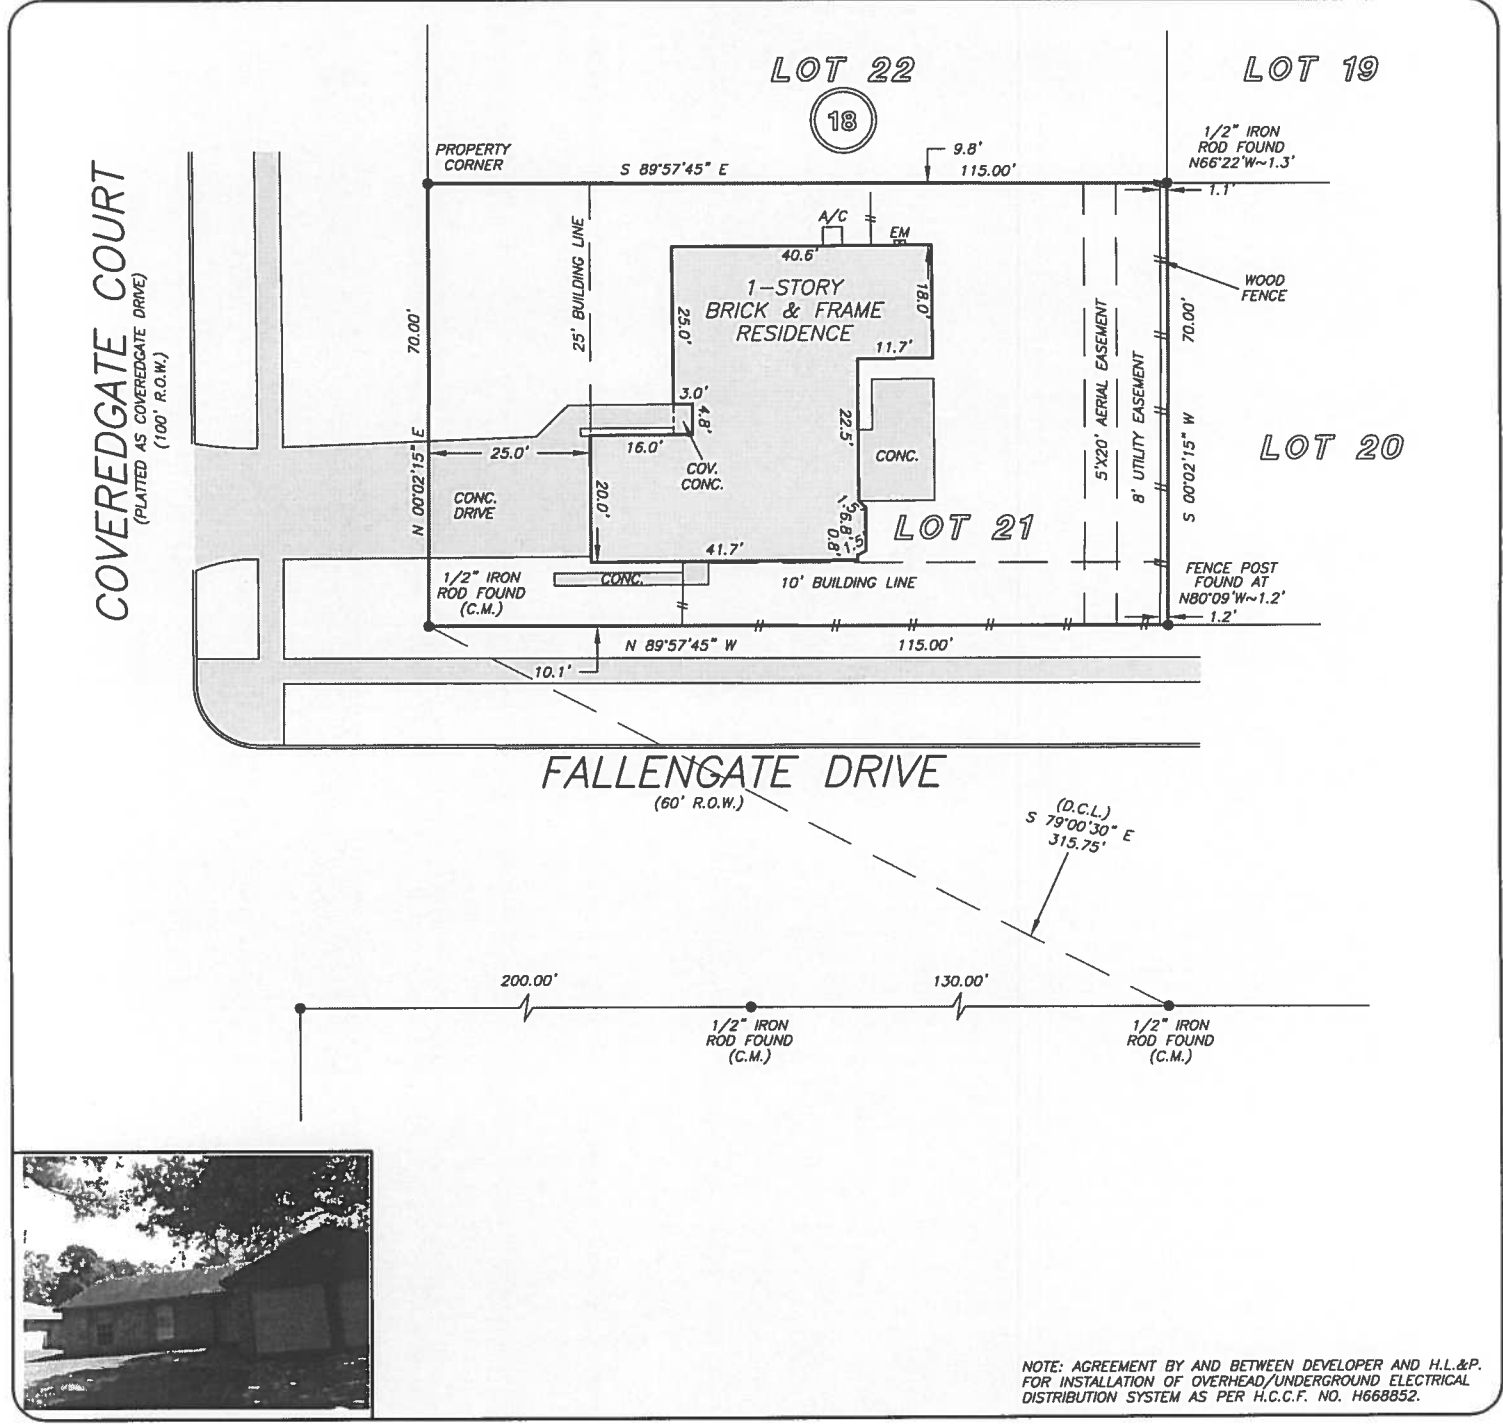 LOT 22
LOT 19
18
1/2" IRON
ROD FOUND
N66°22'W~1.3'
PROPERTY
CORNER
S 89°57'45" E
9.8'
115.00'
1.1'
COVEREDGATE COURT
(PLATTED AS COVEREDGATE DRIVE)
(100' R.O.W.)
70.00'
N 00°02'15" E
25' BUILDING LINE
A/C
EM
40.6'
1-STORY
BRICK & FRAME
RESIDENCE
18.0'
25.0'
11.7'
3.0'
4.8'
16.0'
COV.
CONC.
22.5'
CONC.
25.0'
CONC.
DRIVE
20.0'
1.5'
6.8'
0.8'
1.5'
41.7'
LOT 21
5'X20' AERIAL EASEMENT
8' UTILITY EASEMENT
WOOD
FENCE
70.00'
S 00°02'15" W
LOT 20
1/2" IRON
ROD FOUND
(C.M.)
CONC.
10' BUILDING LINE
FENCE POST
FOUND AT
N80°09'W~1.2'
1.2'
N 89°57'45" W
115.00'
10.1'
FALLENGATE DRIVE
(60' R.O.W.)
(D.C.L.)
S 79°00'30" E
315.75'
200.00'
130.00'
1/2" IRON
ROD FOUND
(C.M.)
1/2" IRON
ROD FOUND
(C.M.)
NOTE: AGREEMENT BY AND BETWEEN DEVELOPER AND H.L.&P.
FOR INSTALLATION OF OVERHEAD/UNDERGROUND ELECTRICAL
DISTRIBUTION SYSTEM AS PER H.C.C.F. NO. H668852.